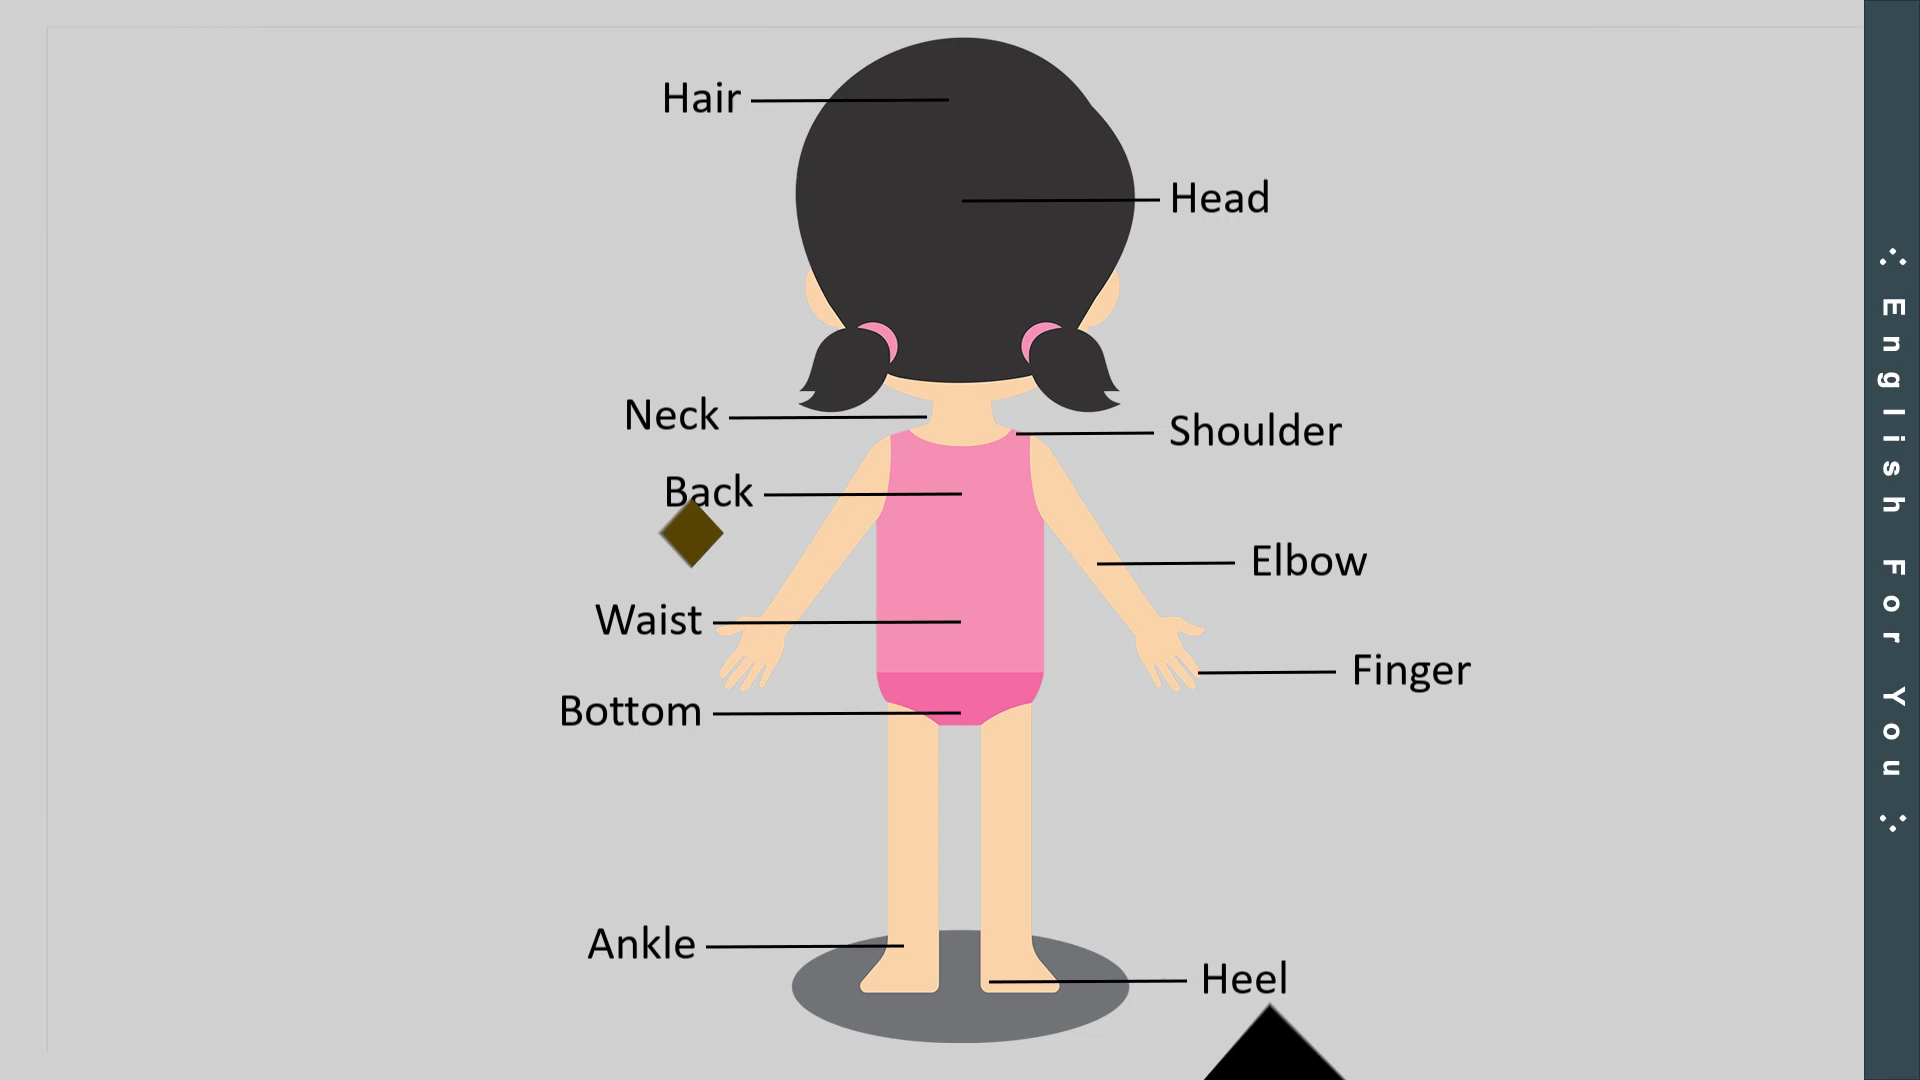 Hair
Head
Neck
Shoulder
Back
Elbow
Waist
Finger
Bottom
Ankle
Heel
English For You